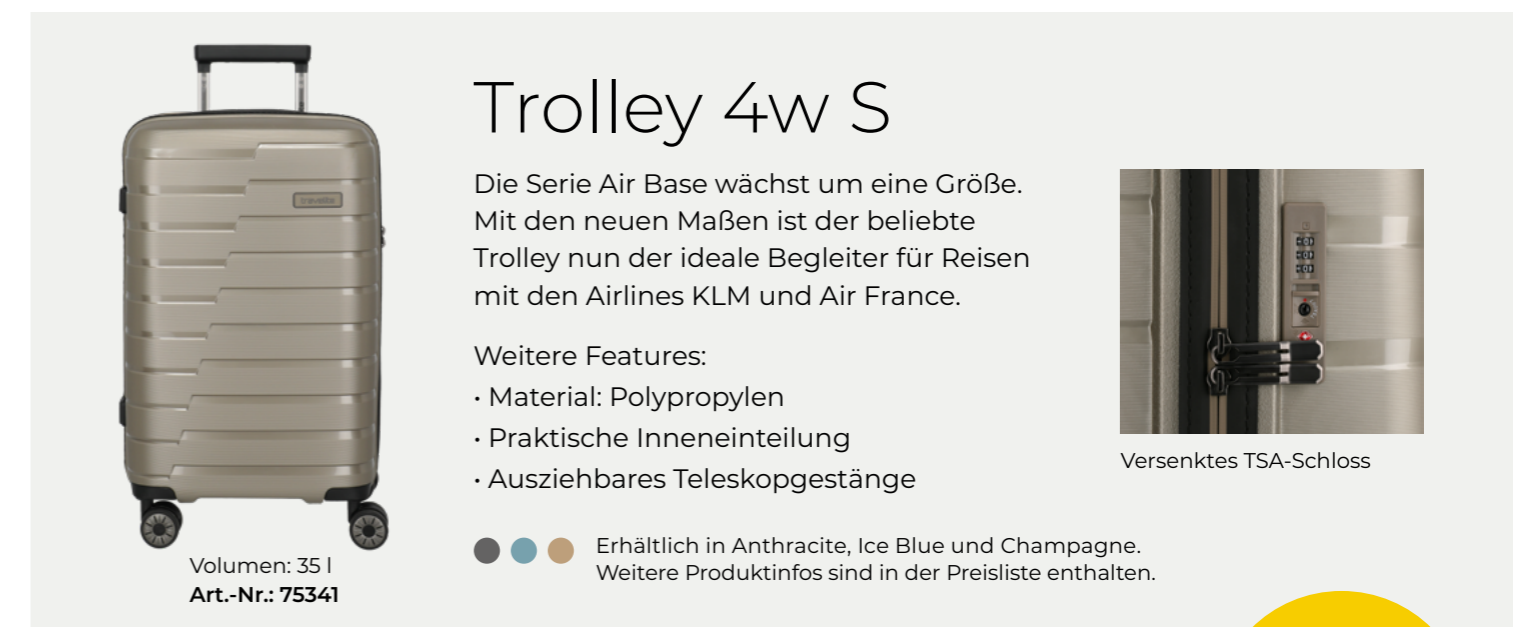 Trolley 4w S
Die Serie Air Base wächst um eine Größe.
Mit den neuen Maßen ist der beliebte
Trolley nun der ideale Begleiter für Reisen
mit den Airlines KLM und Air France.
Weitere Features:
• Material: Polypropylen
• Praktische Inneneinteilung
• Ausziehbares Teleskopgestänge
Erhältlich in Anthracite, Ice Blue und Champagne.
Weitere Produktinfos sind in der Preisliste enthalten.
travelite
Volumen: 35 l
Art.-Nr.: 75341
Versenktes TSA-Schloss